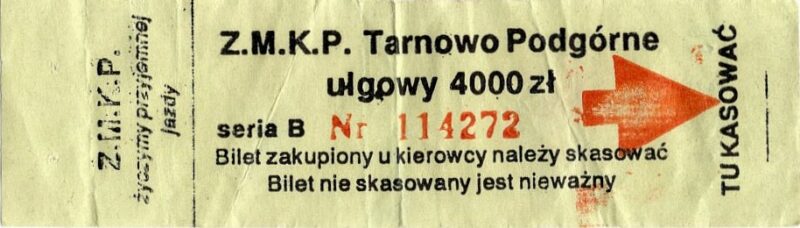 Z.M.K.P.
życzymy przyjemnej
jazdy
Z.M.K.P. Tarnowo Podgórne
ulgowy 4000 zł
seria B Nr 114272
Bilet zakupiony u kierowcy należy skasować
Bilet nie skasowany jest nieważny
TU KASOWAĆ